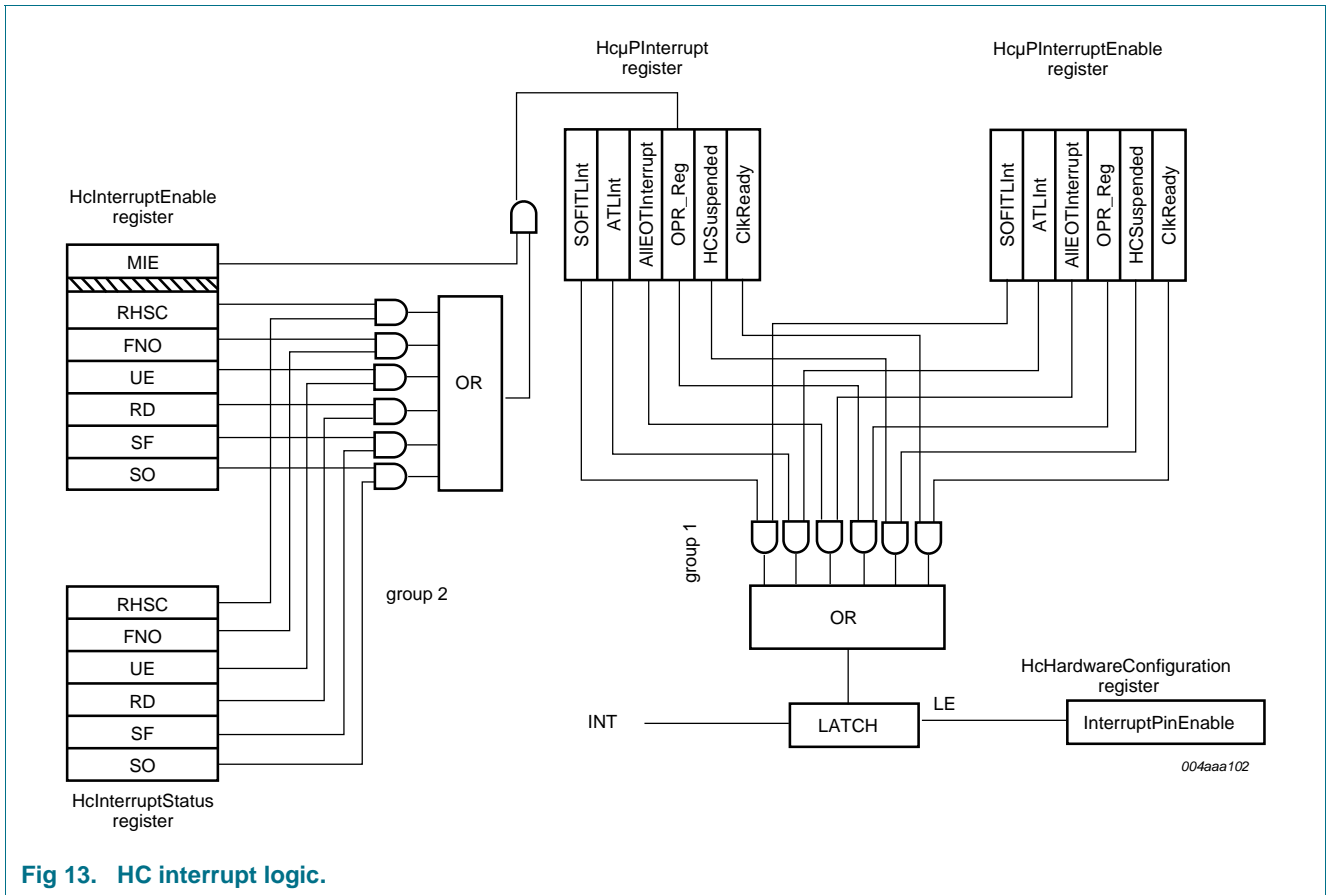 HcµPInterrupt
register
HcµPInterruptEnable
register
SOFITLInt
ATLInt
AllEOTInterrupt
OPR_Reg
HCSuspended
ClkReady
SOFITLInt
ATLInt
AllEOTInterrupt
OPR_Reg
HCSuspended
ClkReady
HcInterruptEnable
register
MIE
RHSC
FNO
UE
RD
SF
SO
OR
group 2
RHSC
FNO
UE
RD
SF
SO
HcInterruptStatus
register
group 1
OR
HcHardwareConfiguration
register
INT
LATCH
LE
InterruptPinEnable
004aaa102
Fig 13. HC interrupt logic.